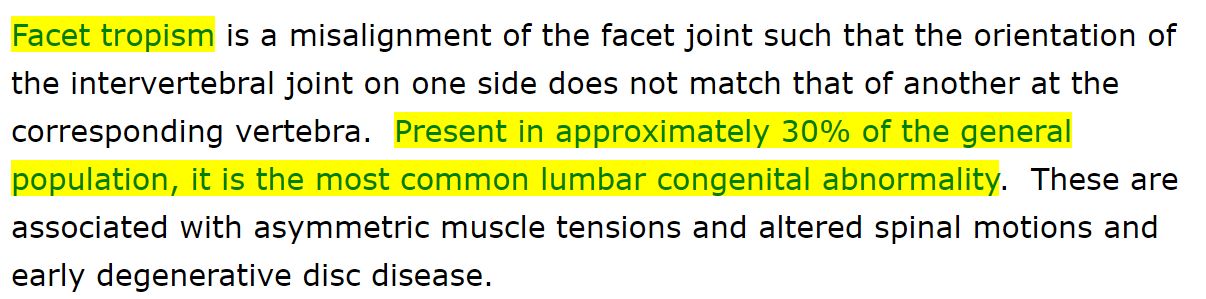 Facet tropism is a misalignment of the facet joint such that the orientation of
the intervertebral joint on one side does not match that of another at the
corresponding vertebra.  Present in approximately 30% of the general
population, it is the most common lumbar congenital abnormality.  These are
associated with asymmetric muscle tensions and altered spinal motions and
early degenerative disc disease.